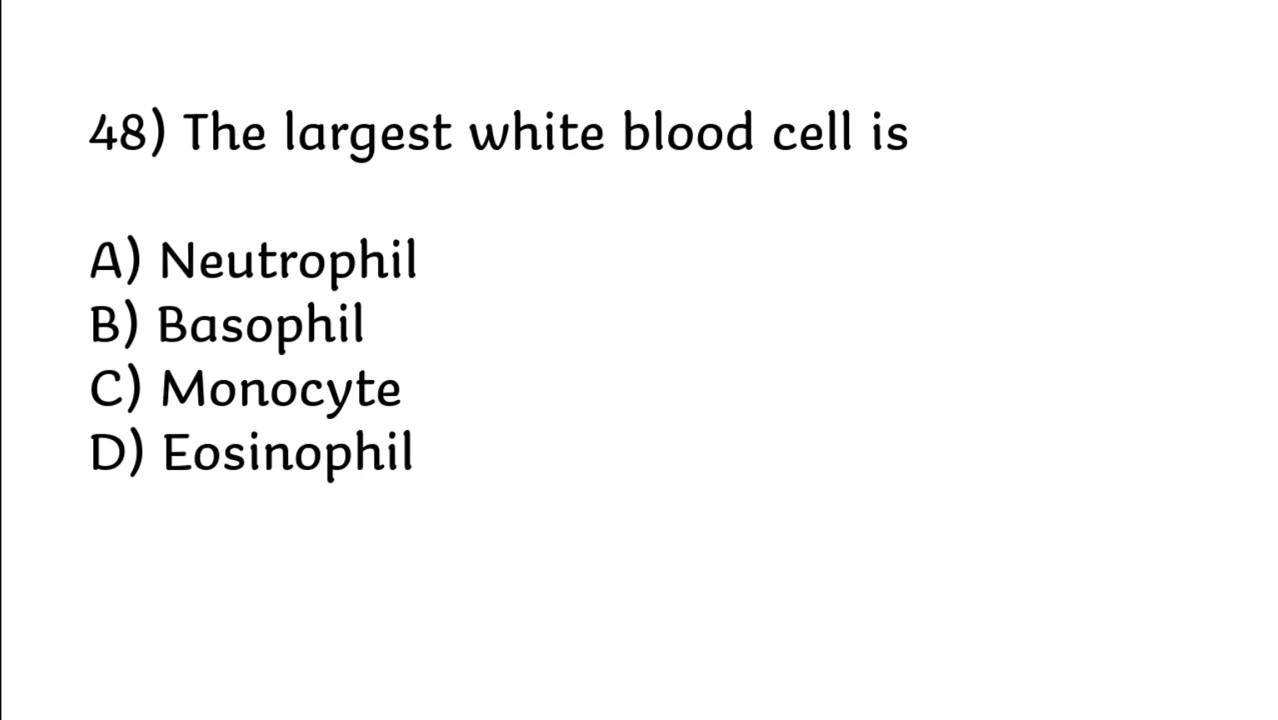 48) The largest white blood cell is
A) Neutrophil
B) Basophil
C) Monocyte
D) Eosinophil